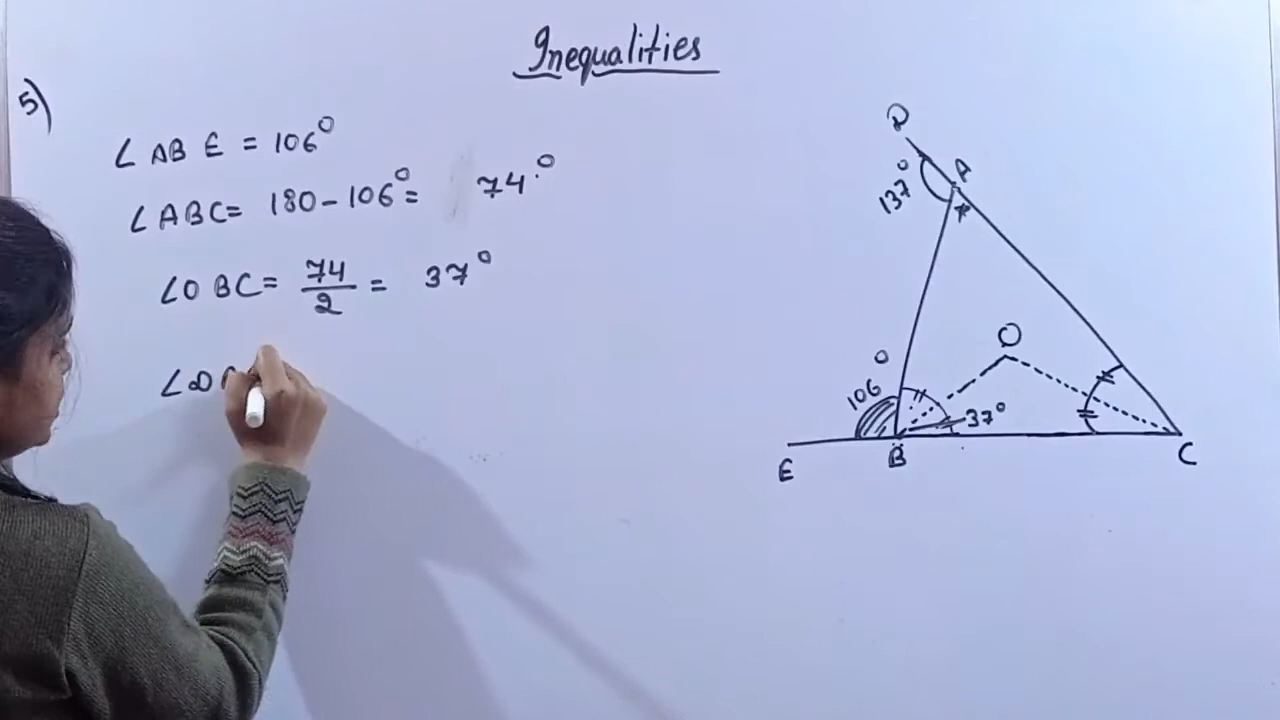 Inequalities
5)
∠ABE = 106°
∠ABC = 180 - 106° = 74.°
∠OBC = 74/2 = 37°
∠D
D
A
137°
O
106°
37°
E
B
C